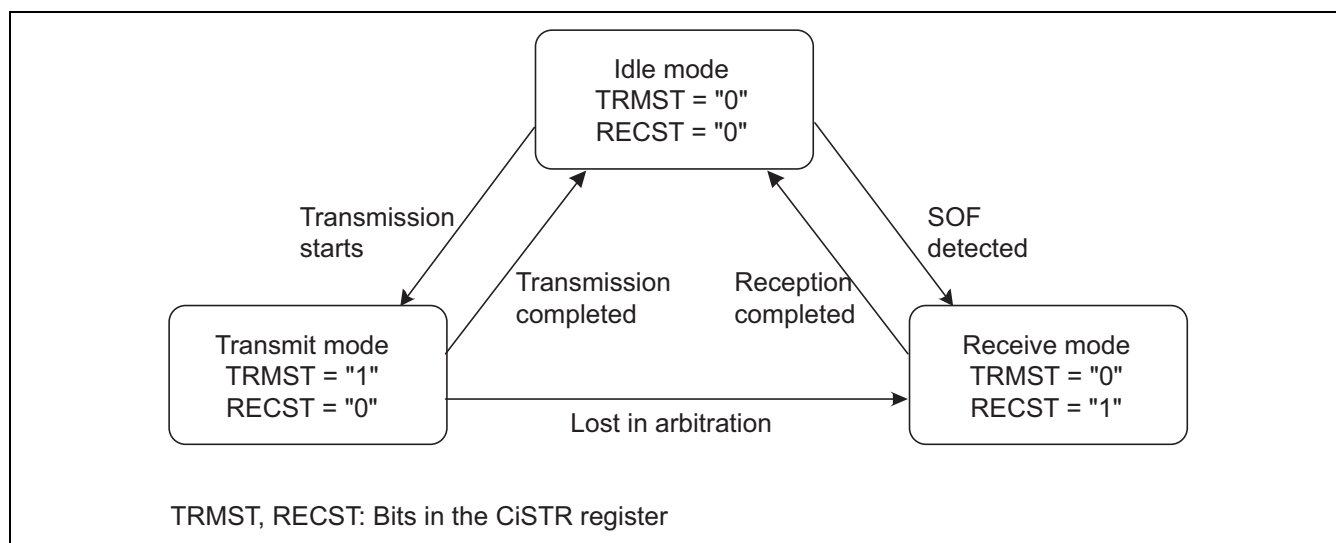 Idle mode
TRMST = "0"
RECST = "0"
Transmission
starts
SOF
detected
Transmission
completed
Reception
completed
Transmit mode
TRMST = "1"
RECST = "0"
Receive mode
TRMST = "0"
RECST = "1"
Lost in arbitration
TRMST, RECST: Bits in the CiSTR register